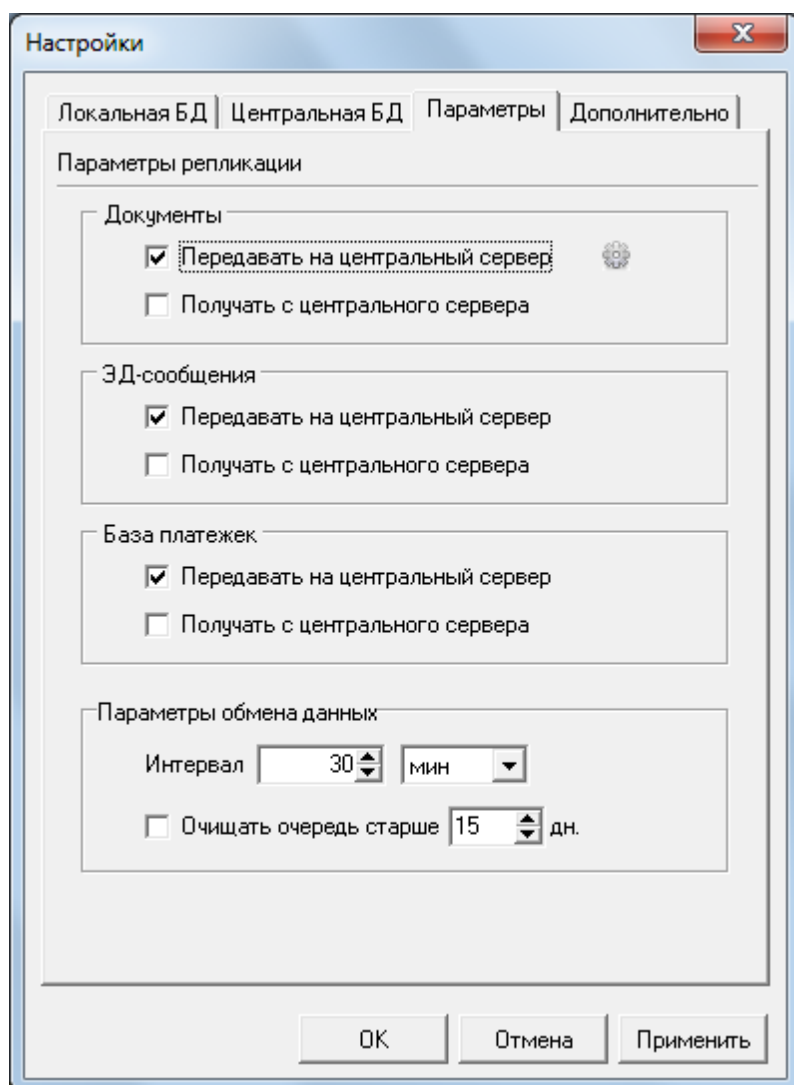 Настройки
Локальная БД Центральная БД Параметры Дополнительно
Параметры репликации
Документы
Передавать на центральный сервер
Получать с центрального сервера
ЭД-сообщения
Передавать на центральный сервер
Получать с центрального сервера
База платежек
Передавать на центральный сервер
Получать с центрального сервера
Параметры обмена данных
Интервал 30 мин
Очищать очередь старше 15 дн.
OK Отмена Применить